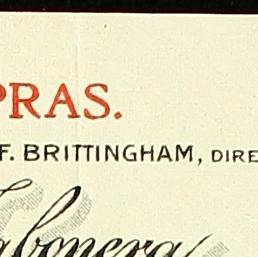 PRAS.
F. BRITTINGHAM, DIRE
abonera